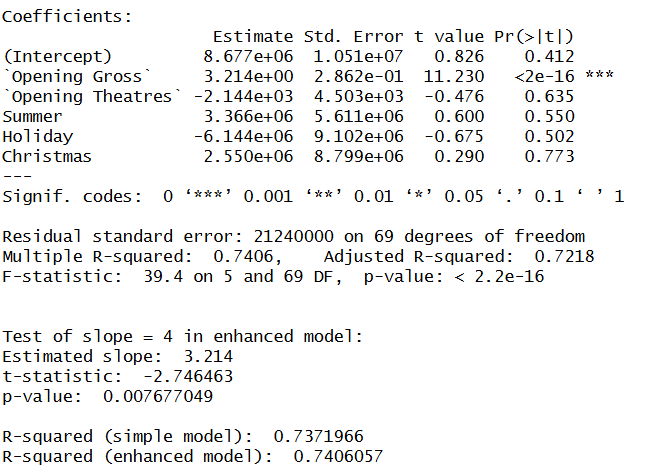 Coefficients:
                    Estimate Std. Error t value Pr(>|t|)
(Intercept)        8.677e+06  1.051e+07   0.826    0.412
`Opening Gross`    3.214e+00  2.862e-01  11.230   <2e-16 ***
`Opening Theatres` -2.144e+03  4.503e+03  -0.476    0.635
Summer             3.366e+06  5.611e+06   0.600    0.550
Holiday           -6.144e+06  9.102e+06  -0.675    0.502
Christmas          2.550e+06  8.799e+06   0.290    0.773
---
Signif. codes:  0 ‘***’ 0.001 ‘**’ 0.01 ‘*’ 0.05 ‘.’ 0.1 ‘ ’ 1

Residual standard error: 21240000 on 69 degrees of freedom
Multiple R-squared:  0.7406,    Adjusted R-squared:  0.7218
F-statistic:  39.4 on 5 and 69 DF,  p-value: < 2.2e-16

Test of slope = 4 in enhanced model:
Estimated slope:  3.214
t-statistic:  -2.746463
p-value:  0.007677049

R-squared (simple model):  0.7371966
R-squared (enhanced model):  0.7406057